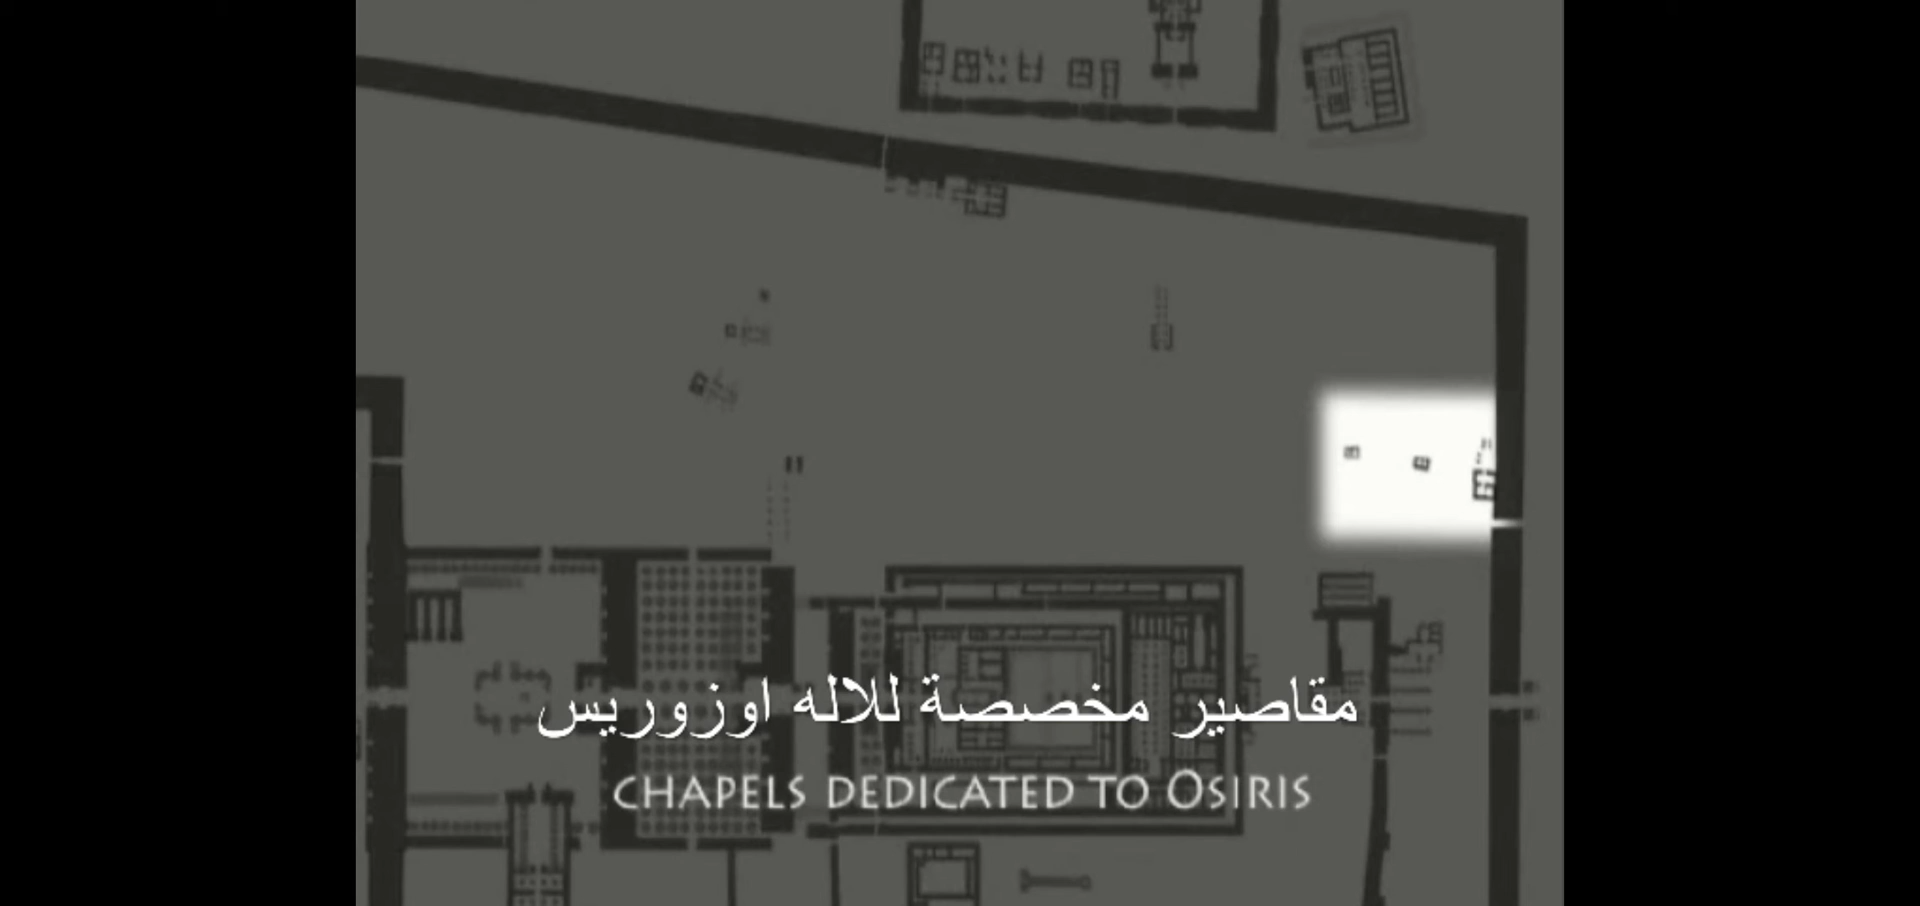 مقاصير مخصصة للاله اوزوريس
CHAPELS DEDICATED TO OSIRIS